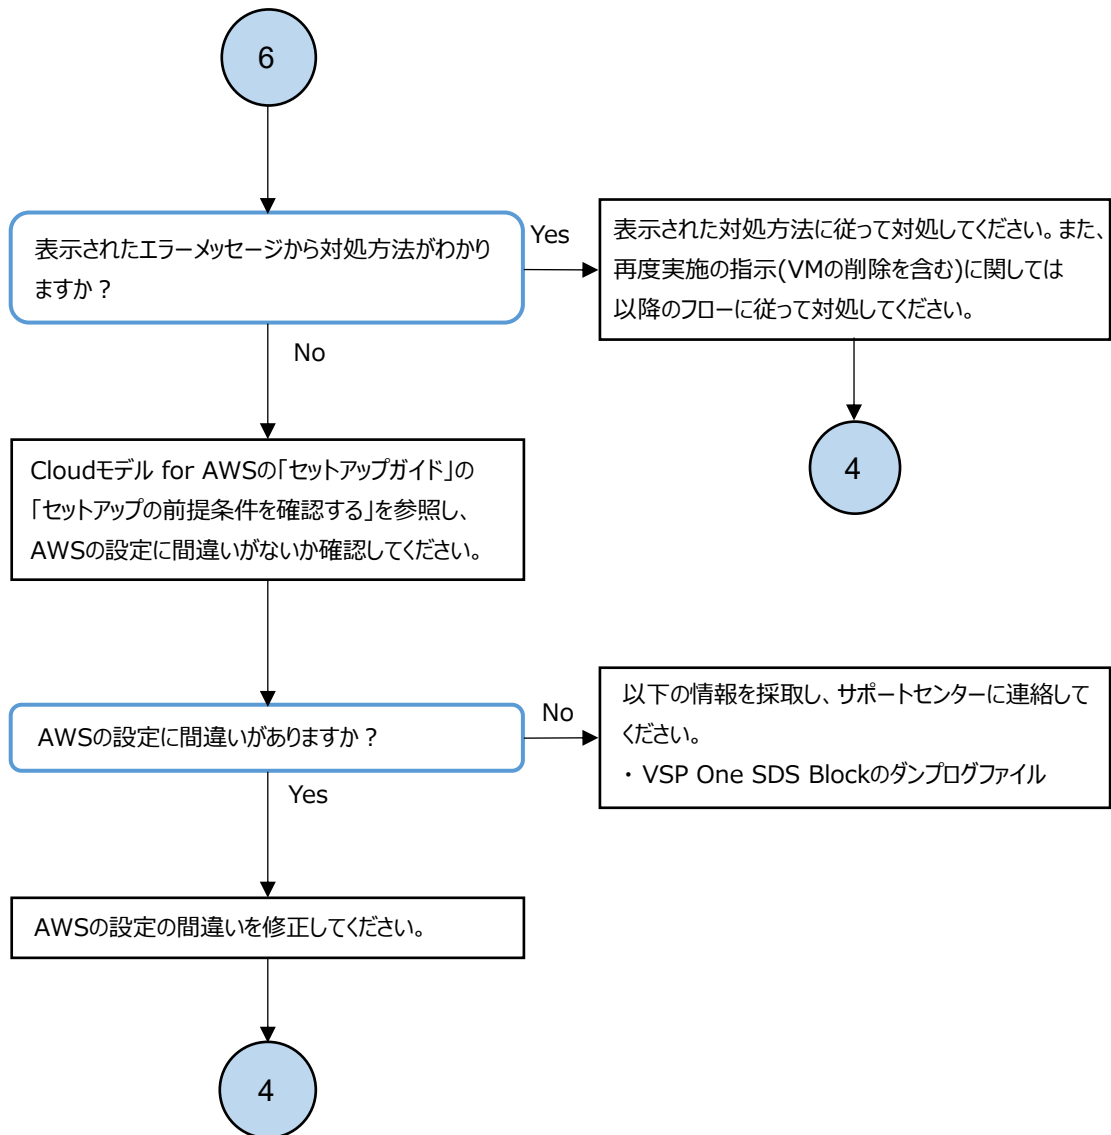 6
表示されたエラーメッセージから対処方法がわかり
ますか？
Yes
表示された対処方法に従って対処してください。また、
再度実施の指示(VMの削除を含む)に関しては
以降のフローに従って対処してください。
No
4
Cloudモデル for AWSの「セットアップガイド」の
「セットアップの前提条件を確認する」を参照し、
AWSの設定に間違いがないか確認してください。
AWSの設定に間違いがありますか？
No
以下の情報を採取し、サポートセンターに連絡して
ください。
・ VSP One SDS Blockのダンプログファイル
Yes
AWSの設定の間違いを修正してください。
4